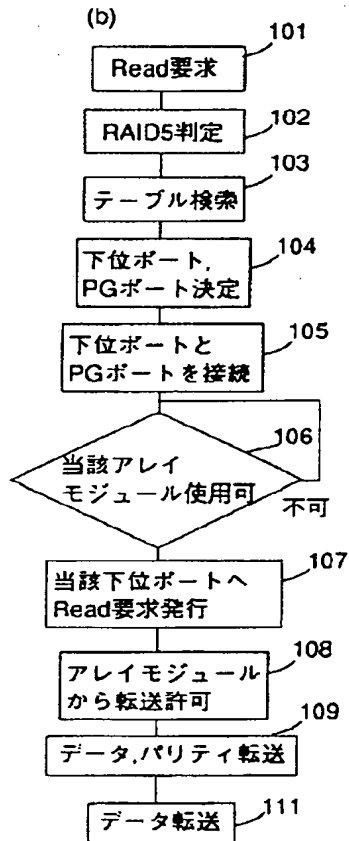 (b)
101
Read要求
102
RAID5判定
103
テーブル検索
104
下位ポート,
PGポート決定
105
下位ポートと
PGポートを接続
106
当該アレイ
モジュール使用可
不可
107
当該下位ポートへ
Read要求発行
108
アレイモジュール
から転送許可
109
データ,パリティ転送
111
データ転送